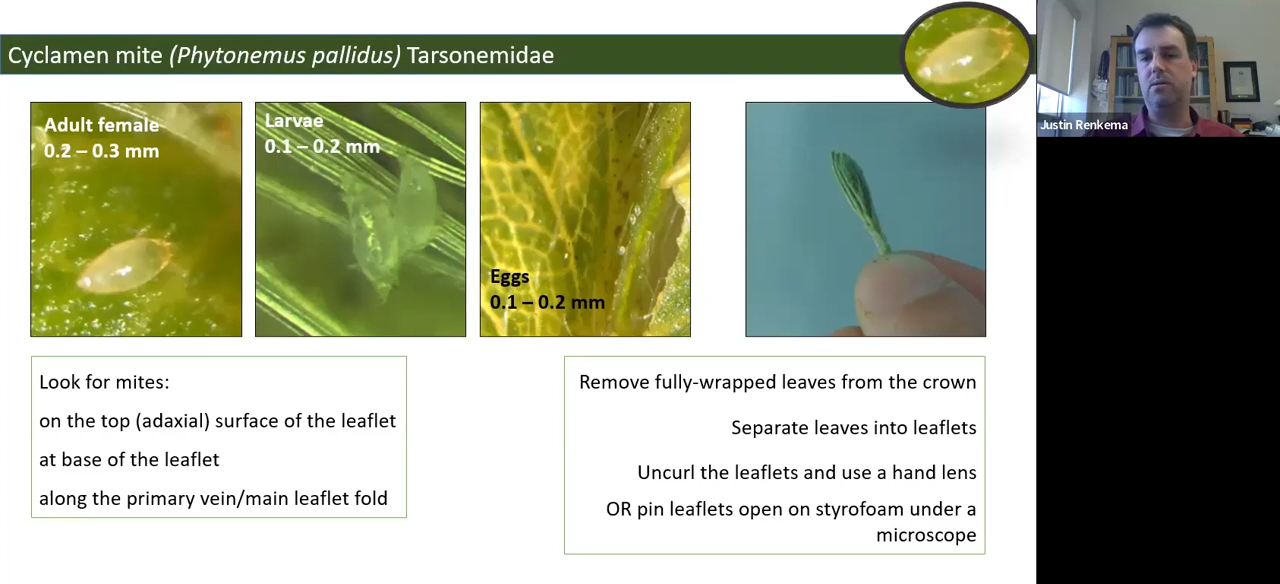 Cyclamen mite (Phytonemus pallidus) Tarsonemidae
Justin Renkema
Adult female
0.2 – 0.3 mm
Larvae
0.1 – 0.2 mm
Eggs
0.1 – 0.2 mm
Look for mites:
on the top (adaxial) surface of the leaflet
at base of the leaflet
along the primary vein/main leaflet fold
Remove fully-wrapped leaves from the crown
Separate leaves into leaflets
Uncurl the leaflets and use a hand lens
OR pin leaflets open on styrofoam under a
microscope